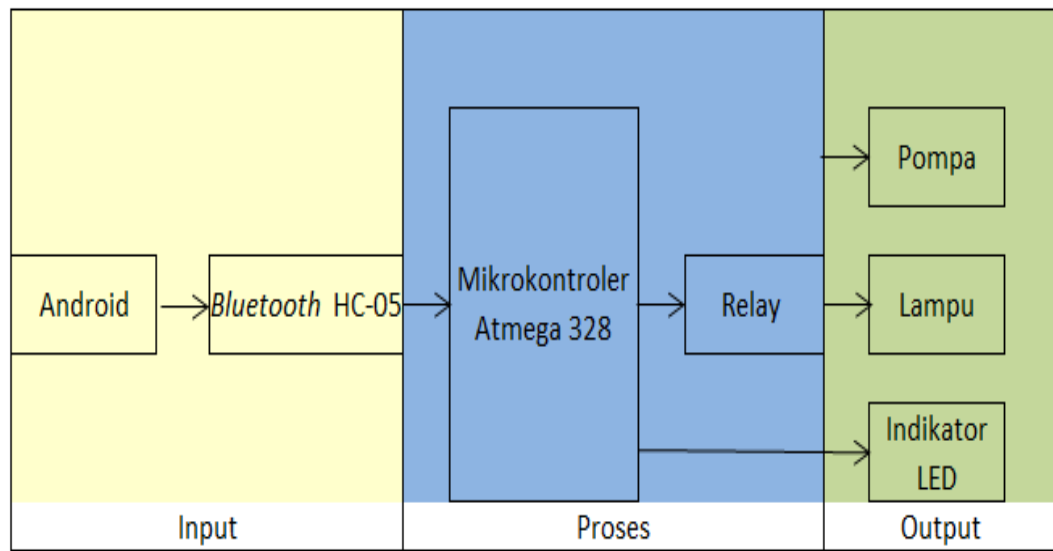 Pompa
Android
Bluetooth HC-05
Mikrokontroler
Atmega 328
Relay
Lampu
Indikator
LED
Input
Proses
Output